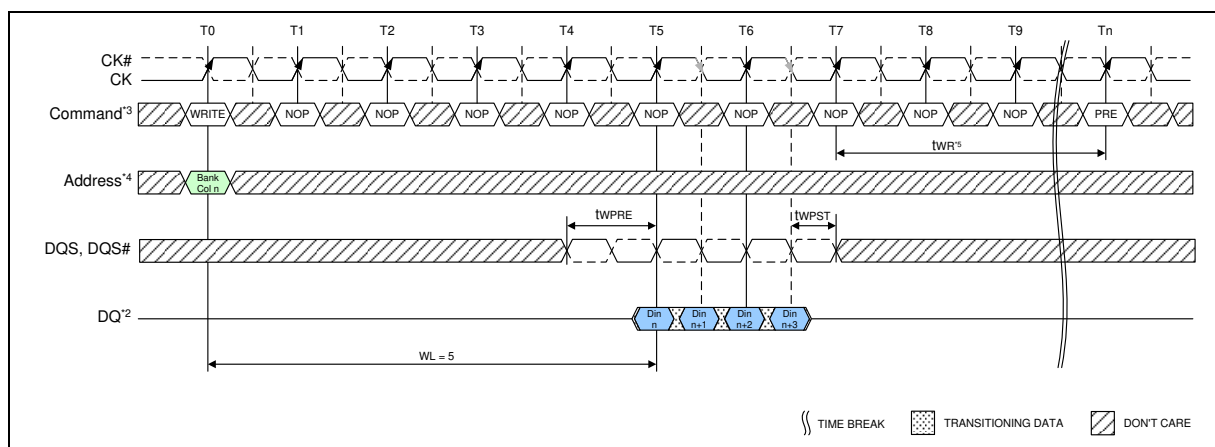 T0 T1 T2 T3 T4 T5 T6 T7 T8 T9 Tn
CK#
CK
Command*3 WRITE NOP NOP NOP NOP NOP NOP NOP NOP NOP PRE
tWR*5
Address*4 Bank Col n
tWPRE tWPST
DQS, DQS#
DQ*2 Din n Din n+1 Din n+2 Din n+3
WL = 5
TIME BREAK TRANSITIONING DATA DON'T CARE